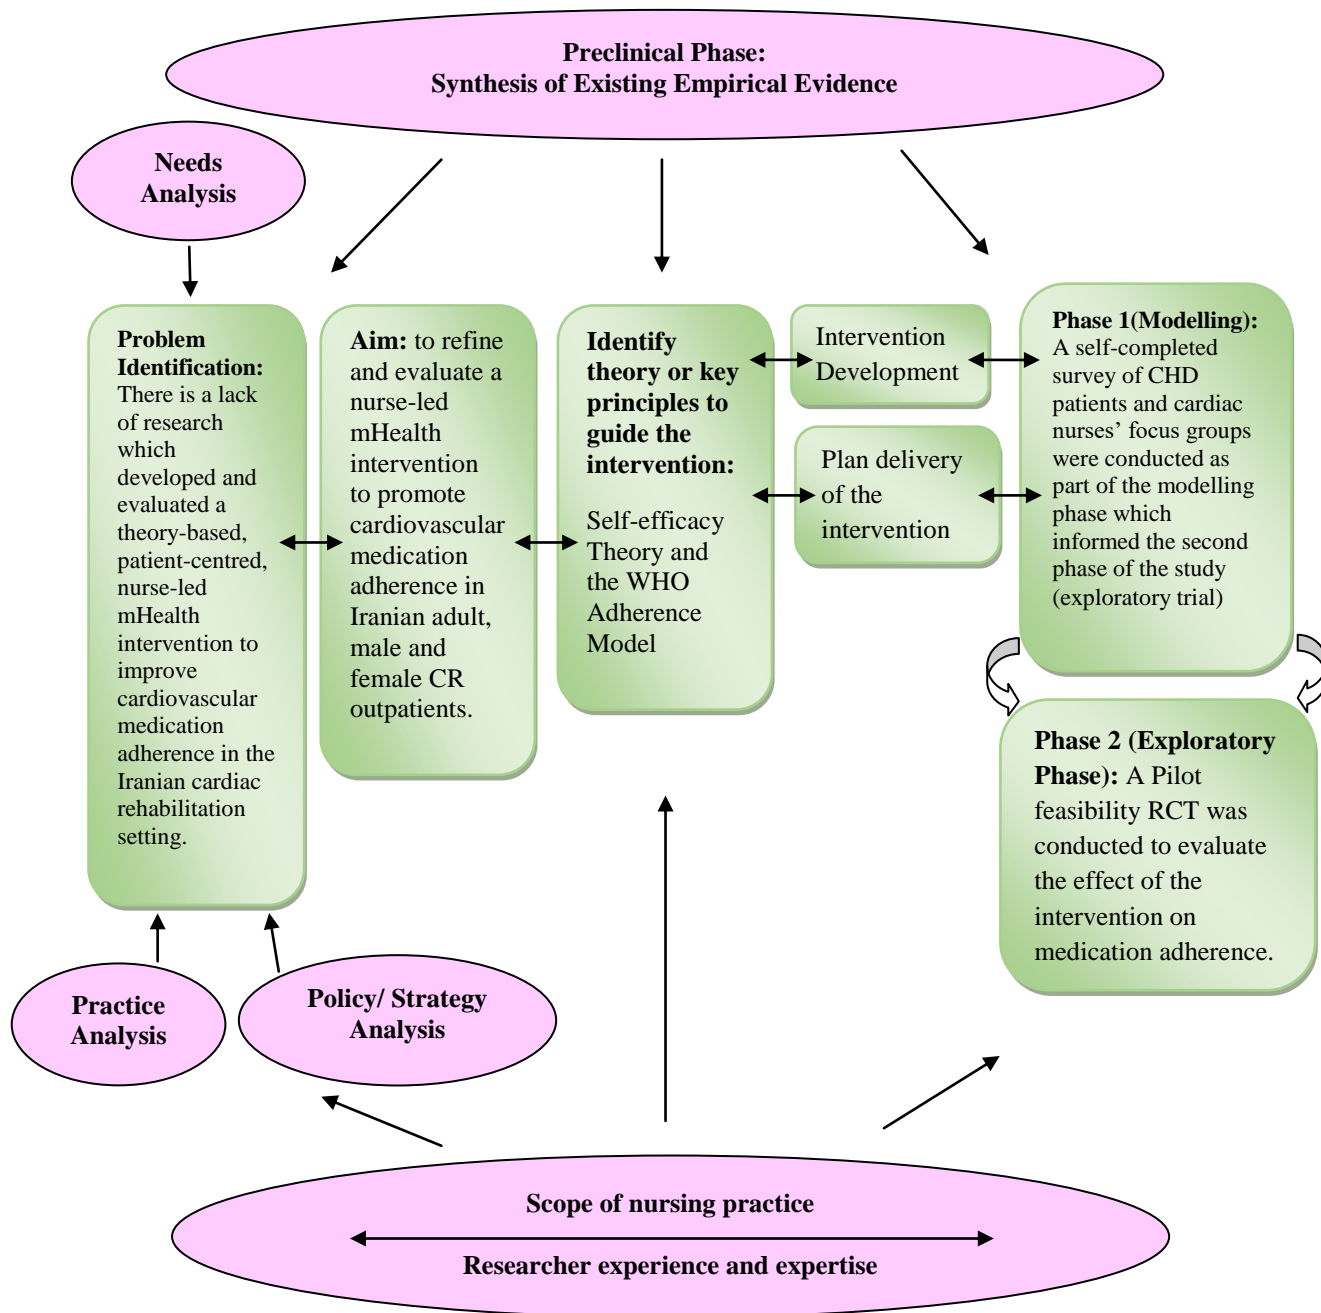 Preclinical Phase:
Synthesis of Existing Empirical Evidence
Needs
Analysis
Problem
Identification:
There is a lack
of research
which
developed and
evaluated a
theory-based,
patient-centred,
nurse-led
mHealth
intervention to
improve
cardiovascular
medication
adherence in the
Iranian cardiac
rehabilitation
setting.
Aim: to refine
and evaluate a
nurse-led
mHealth
intervention
to promote
cardiovascular
medication
adherence in
Iranian adult,
male and
female CR
outpatients.
Identify
theory or key
principles to
guide the
intervention:
Self-efficacy
Theory and
the WHO
Adherence
Model
Intervention
Development
Plan delivery
of the
intervention
Phase 1(Modelling):
A self-completed
survey of CHD
patients and cardiac
nurses’ focus groups
were conducted as
part of the modelling
phase which
informed the second
phase of the study
(exploratory trial)
Phase 2 (Exploratory
Phase): A Pilot
feasibility RCT was
conducted to evaluate
the effect of the
intervention on
medication adherence.
Practice
Analysis
Policy/ Strategy
Analysis
Scope of nursing practice
Researcher experience and expertise